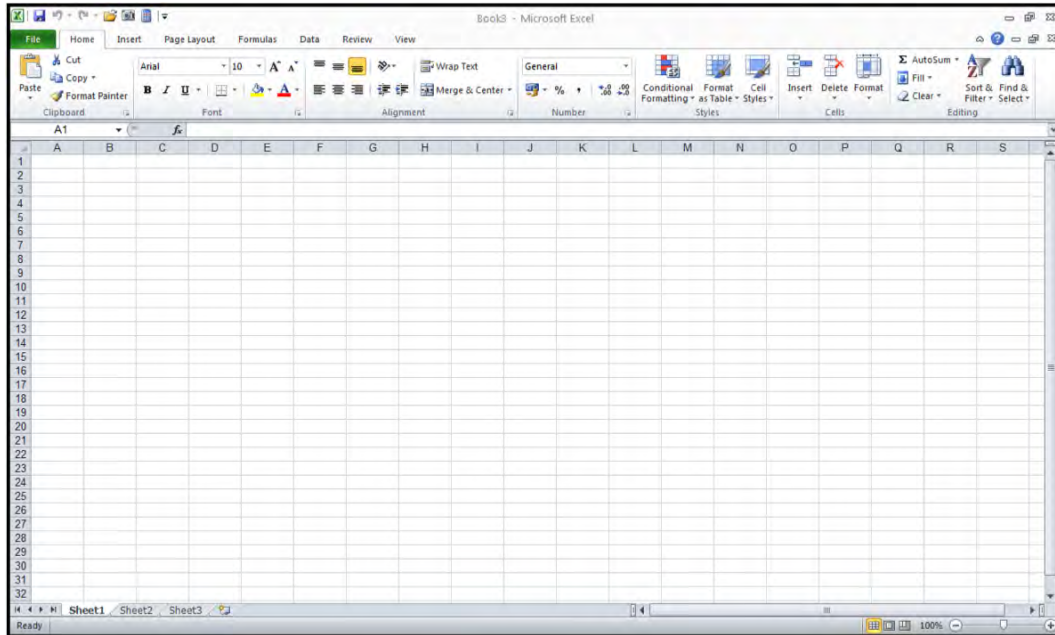 Book3 - Microsoft Excel
File Home Insert Page Layout Formulas Data Review View
Paste
Cut
Copy
Format Painter
Clipboard
Arial 10
B I U
Font
Wrap Text
Merge & Center
Alignment
General
% ,
Number
Conditional Formatting
Format as Table
Cell Styles
Styles
Insert Delete Format
Cells
Σ AutoSum
Fill
Clear
Sort & Filter
Find & Select
Editing
A1 fx
A B C D E F G H I J K L M N O P Q R S
1
2
3
4
5
6
7
8
9
10
11
12
13
14
15
16
17
18
19
20
21
22
23
24
25
26
27
28
29
30
31
32
Sheet1 Sheet2 Sheet3
Ready 100%